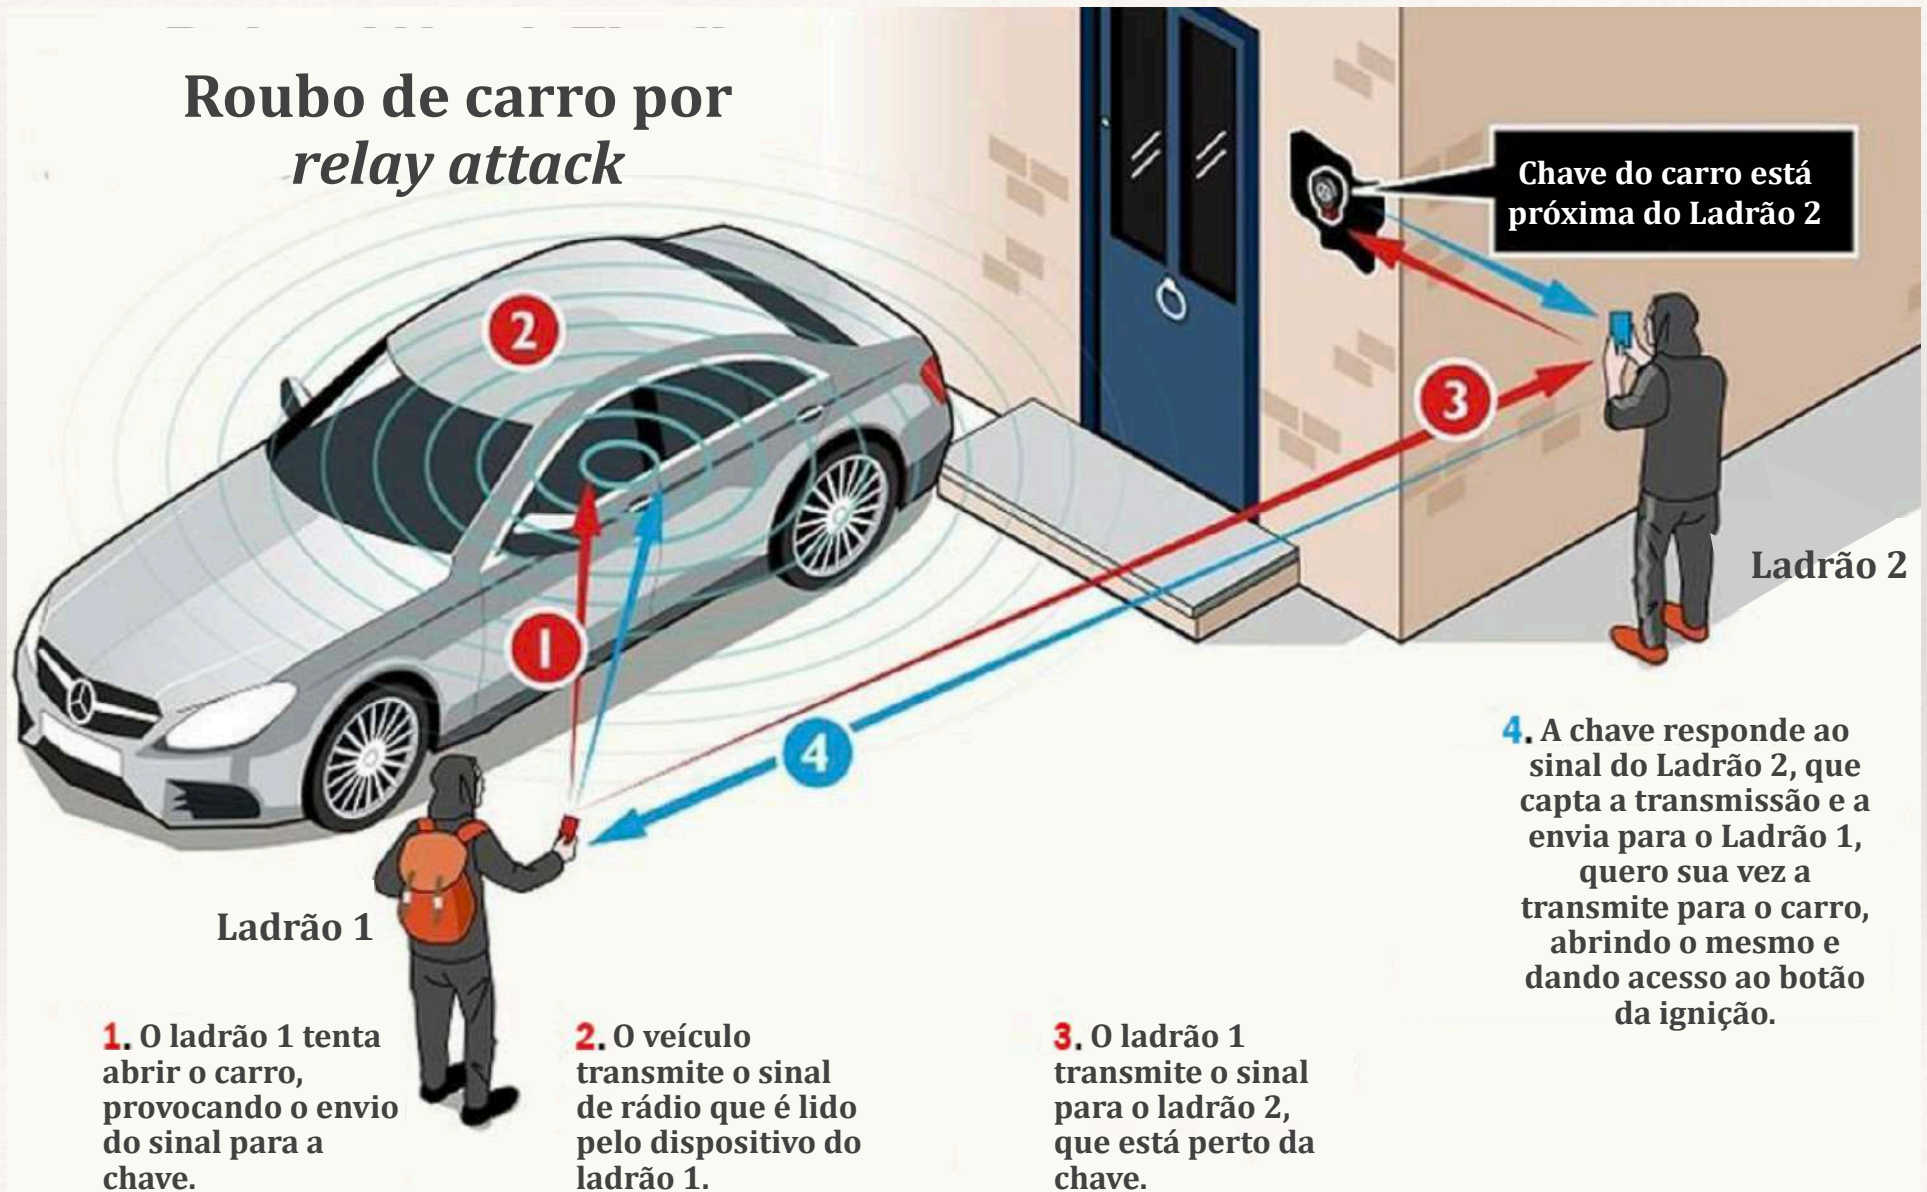 Roubo de carro por
relay attack
Chave do carro está
próxima do Ladrão 2
2
3
1
4
Ladrão 2
Ladrão 1
4. A chave responde ao
sinal do Ladrão 2, que
capta a transmissão e a
envia para o Ladrão 1,
quero sua vez a
transmite para o carro,
abrindo o mesmo e
dando acesso ao botão
da ignição.
1. O ladrão 1 tenta
abrir o carro,
provocando o envio
do sinal para a
chave.
2. O veículo
transmite o sinal
de rádio que é lido
pelo dispositivo do
ladrão 1.
3. O ladrão 1
transmite o sinal
para o ladrão 2,
que está perto da
chave.